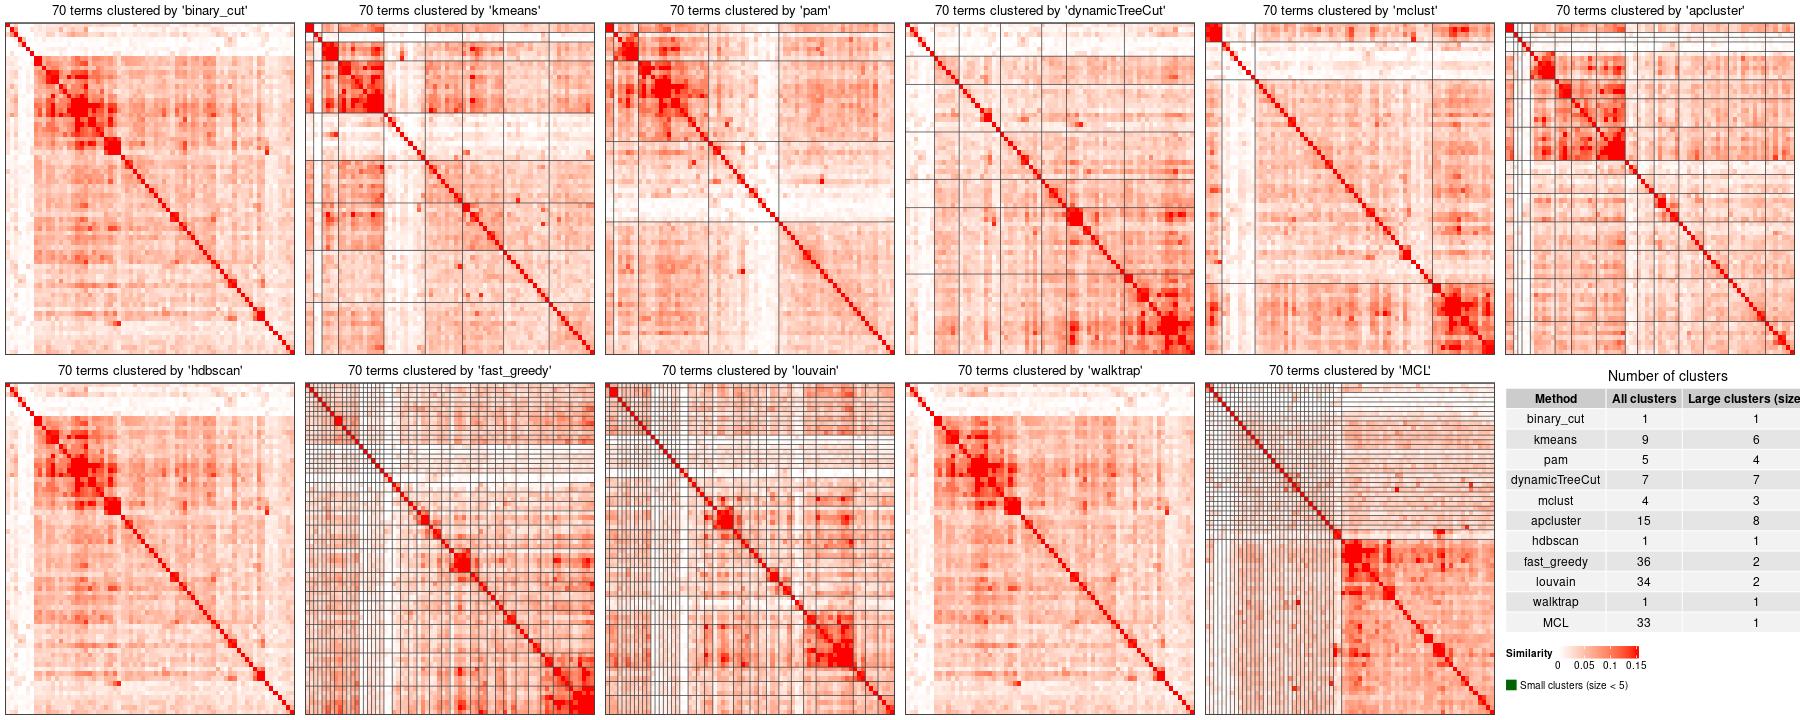 70 terms clustered by 'binary_cut'
70 terms clustered by 'kmeans'
70 terms clustered by 'pam'
70 terms clustered by 'dynamicTreeCut'
70 terms clustered by 'mclust'
70 terms clustered by 'apcluster'
70 terms clustered by 'hdbscan'
70 terms clustered by 'fast_greedy'
70 terms clustered by 'louvain'
70 terms clustered by 'walktrap'
70 terms clustered by 'MCL'
Number of clusters
Method All clusters Large clusters (size
binary_cut 1 1
kmeans 9 6
pam 5 4
dynamicTreeCut 7 7
mclust 4 3
apcluster 15 8
hdbscan 1 1
fast_greedy 36 2
louvain 34 2
walktrap 1 1
MCL 33 1
Similarity
0 0.05 0.1 0.15
Small clusters (size < 5)